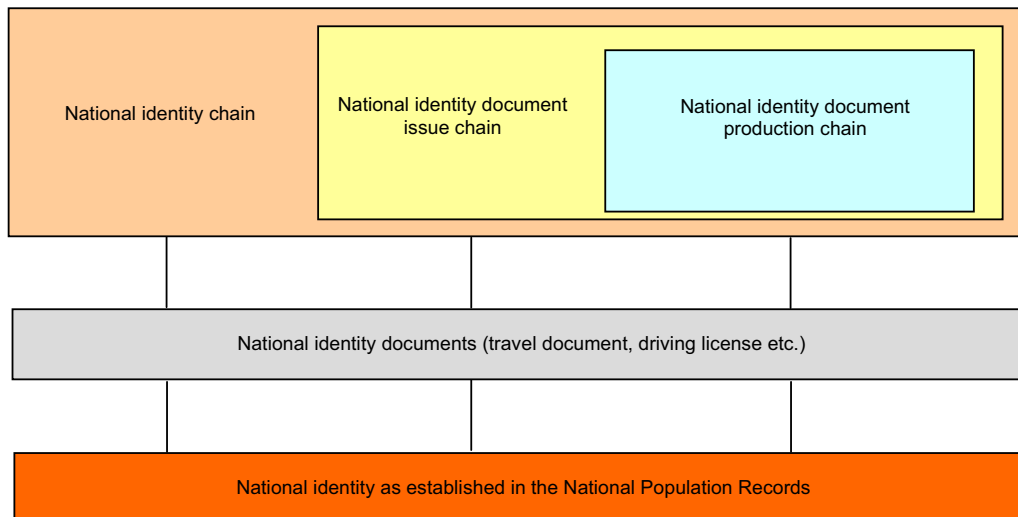 National identity chain
National identity document
issue chain
National identity document
production chain
National identity documents (travel document, driving license etc.)
National identity as established in the National Population Records